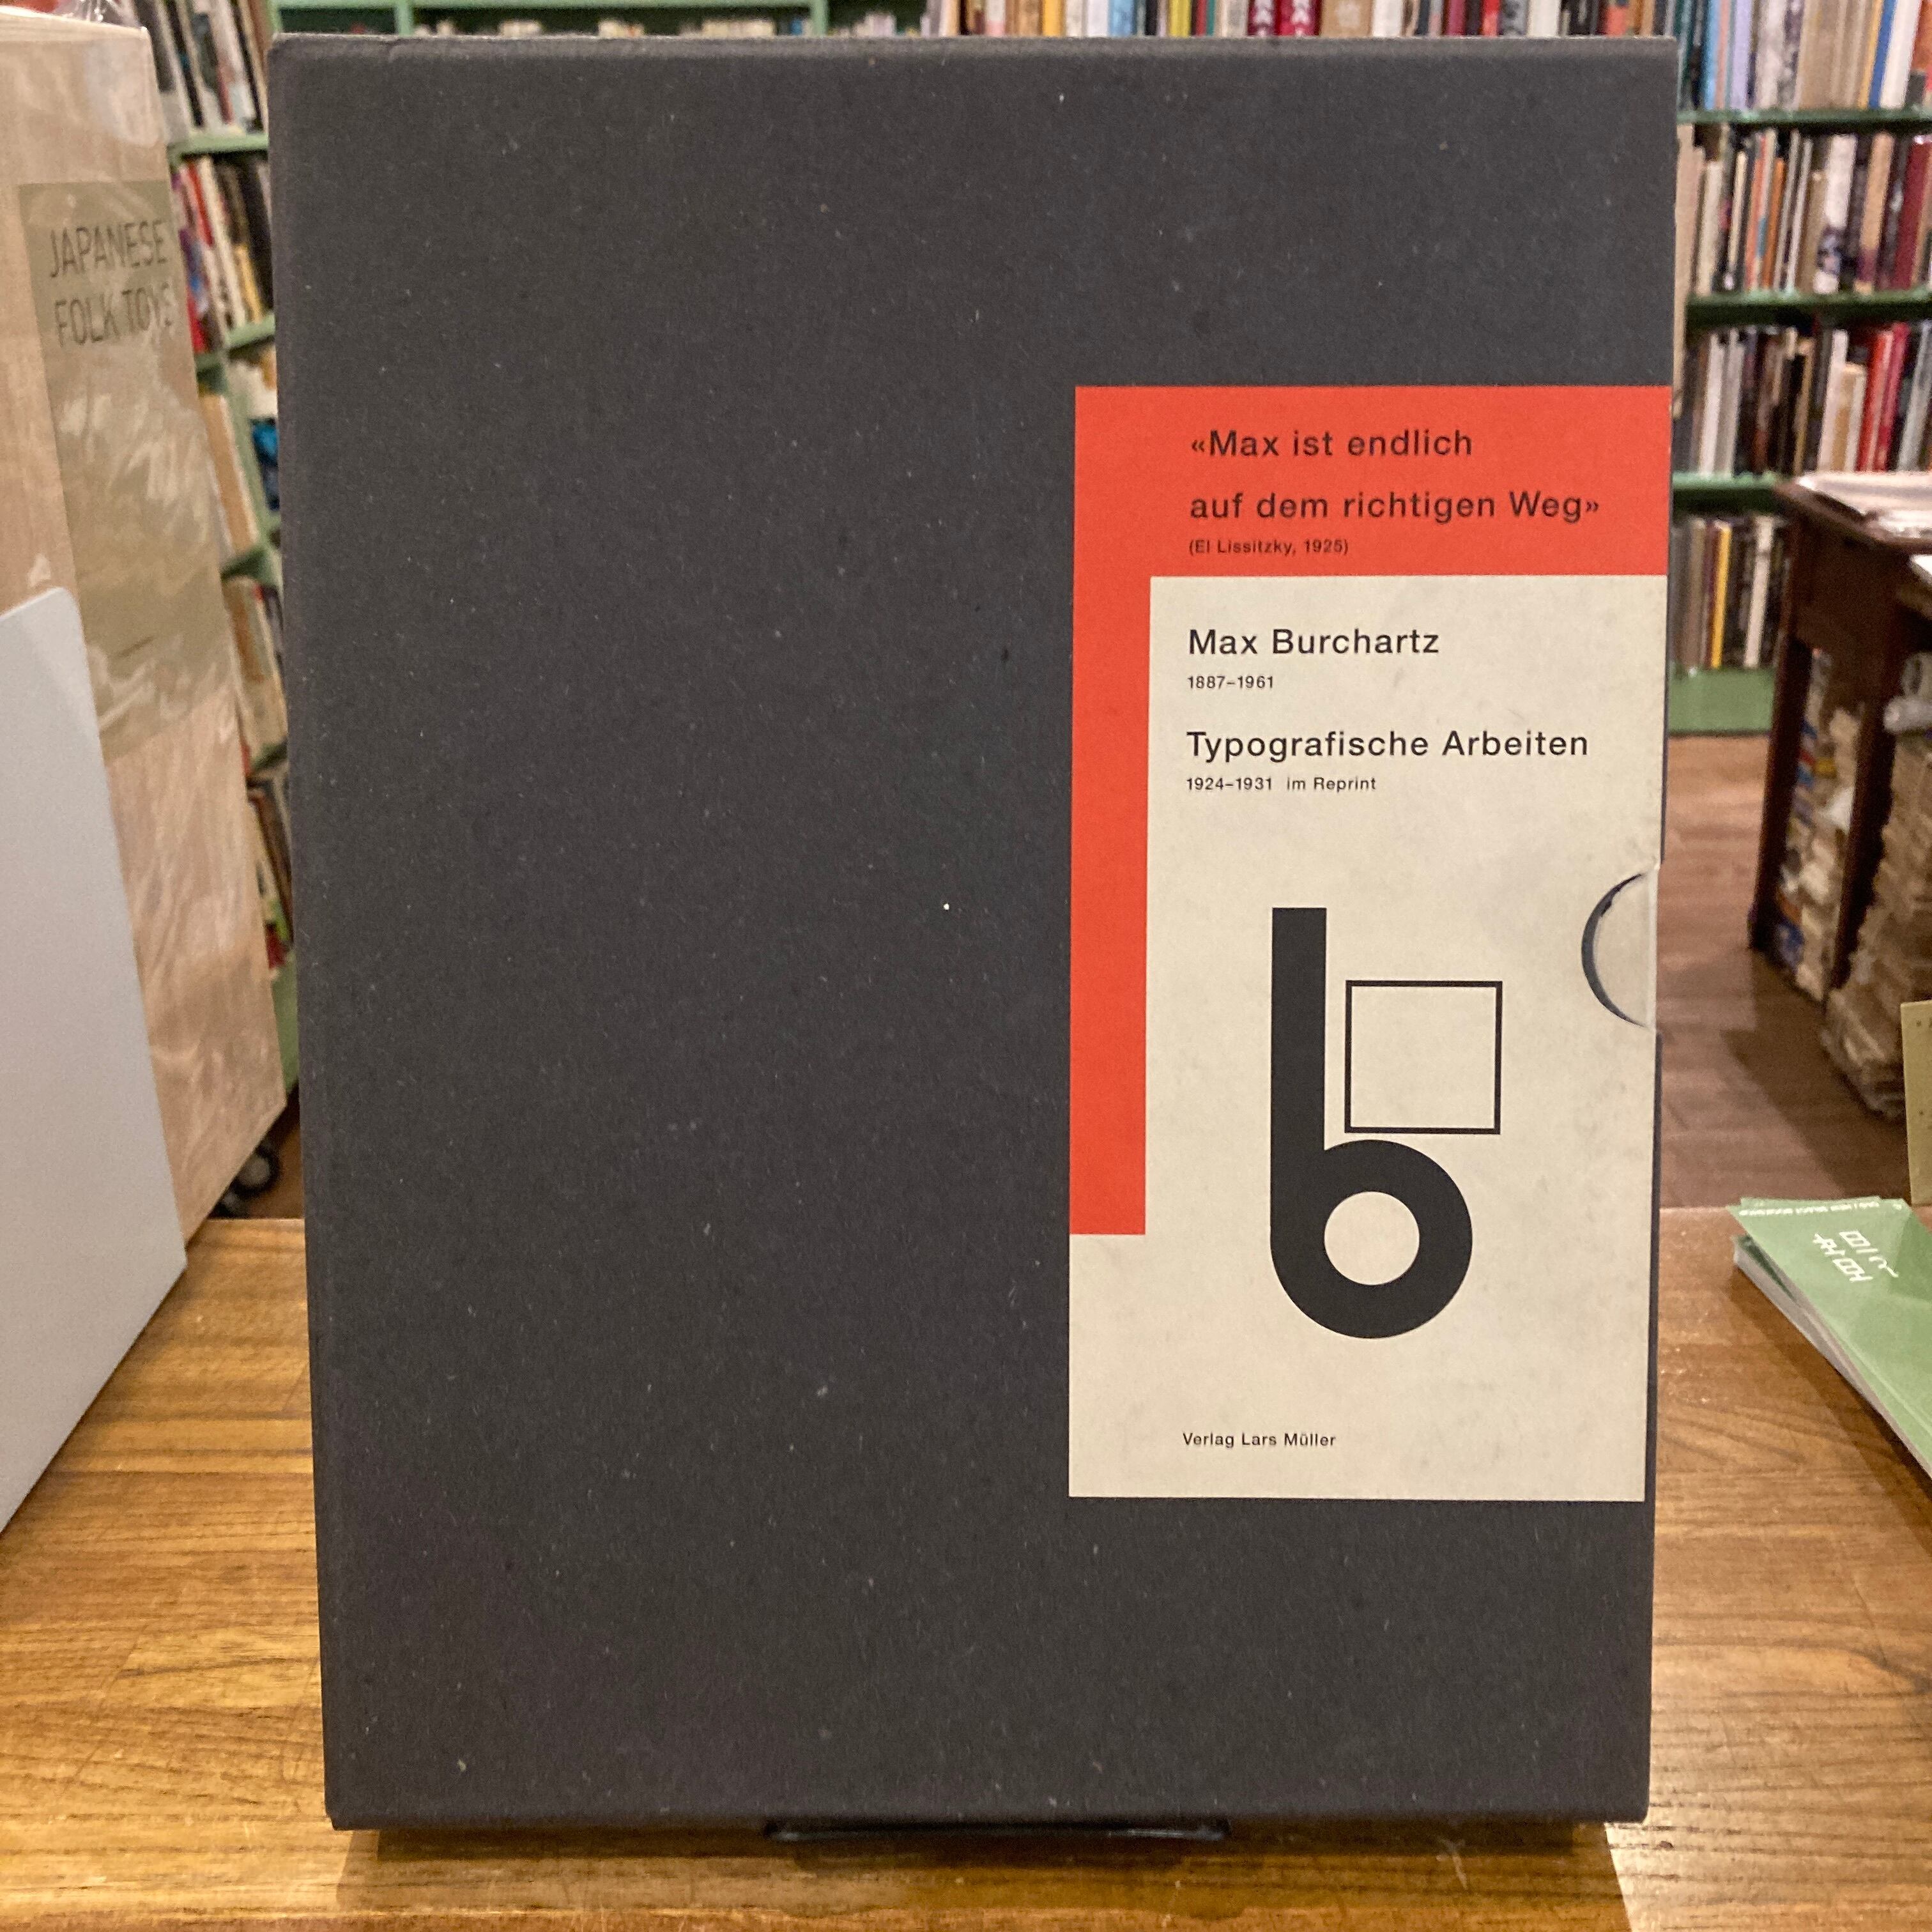 JAPANESE
FOLK TOYS
«Max ist endlich
auf dem richtigen Weg»
(El Lissitzky, 1925)
Max Burchartz
1887–1961
Typografische Arbeiten
1924–1931 im Reprint
b
Verlag Lars Müller